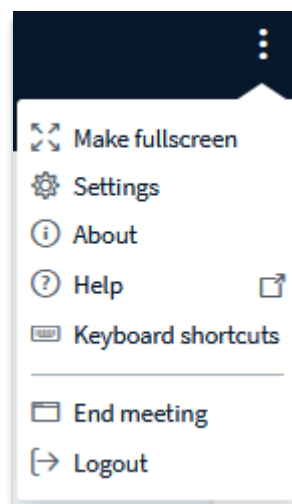 Make fullscreen
Settings
About
Help
Keyboard shortcuts
End meeting
Logout